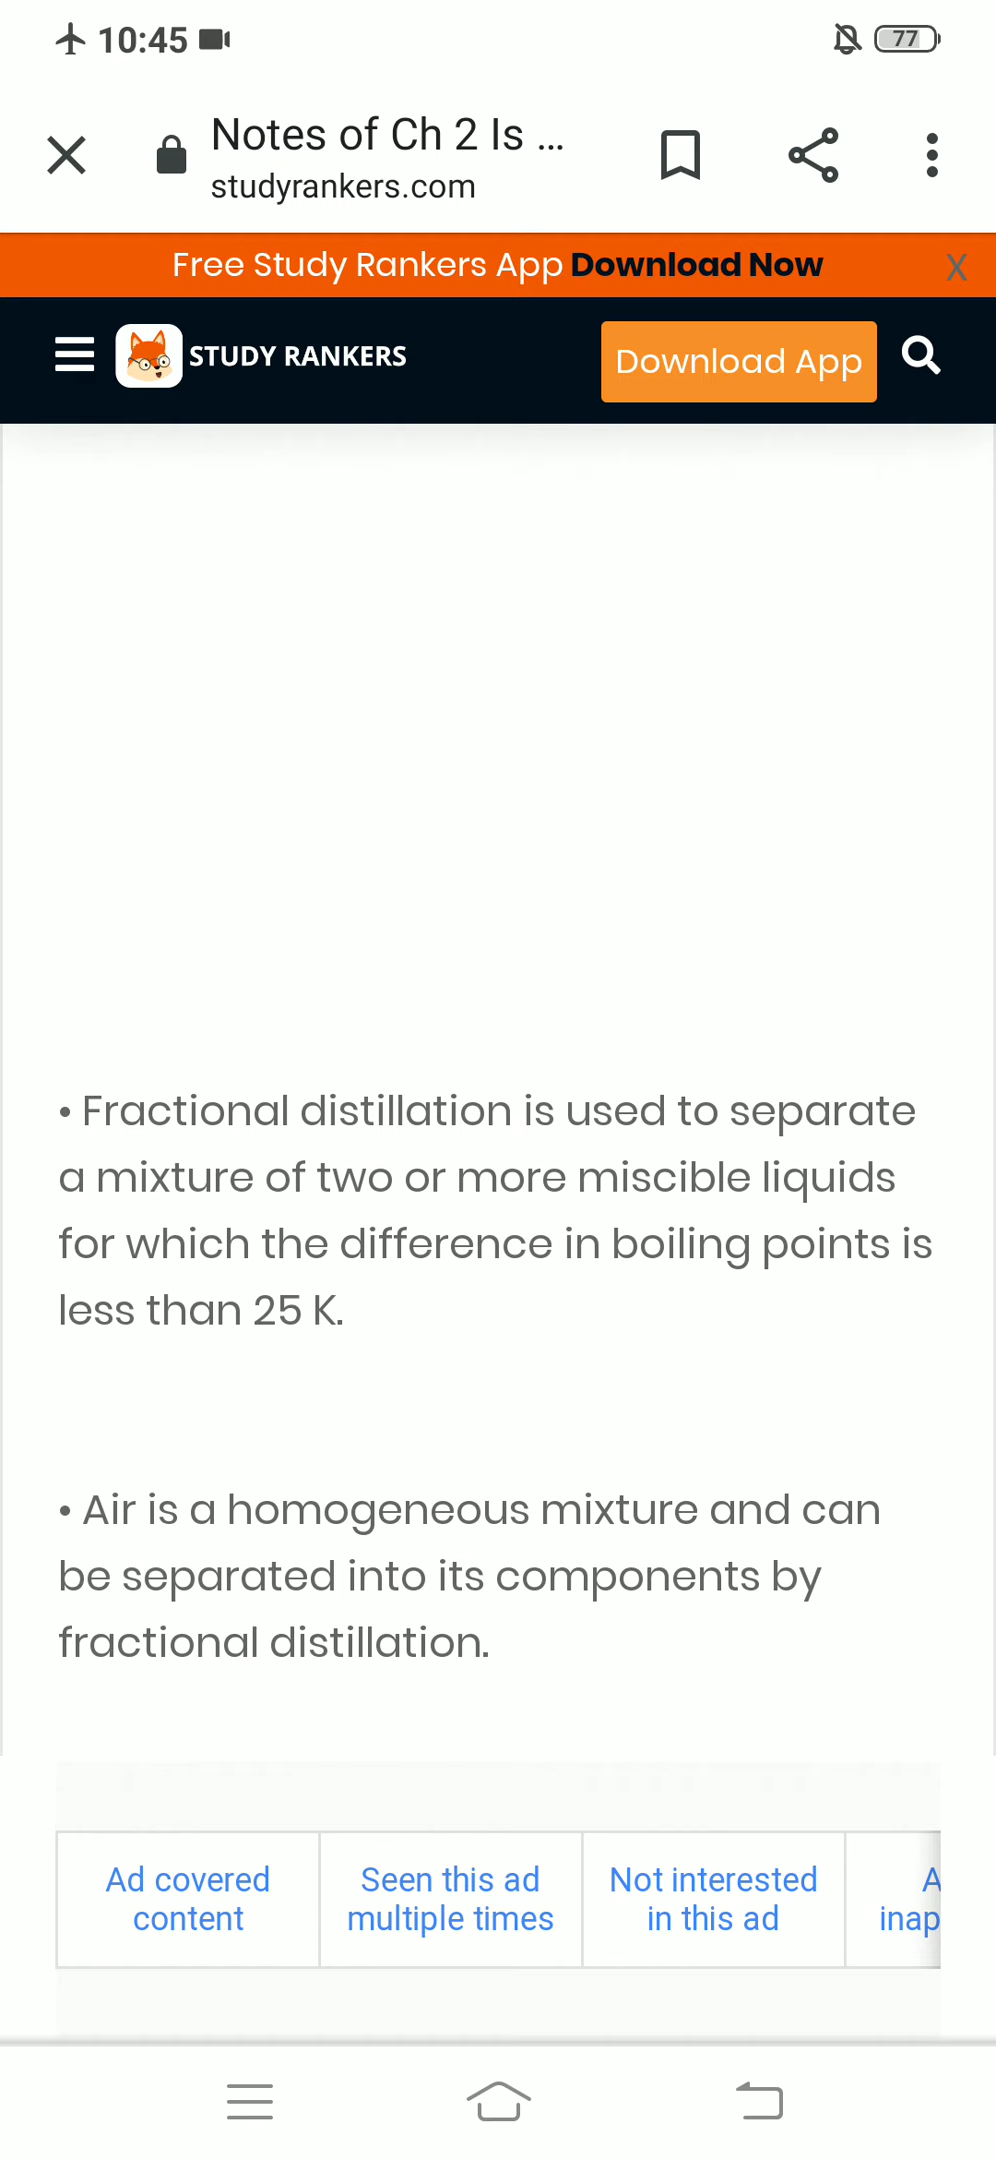 10:45
77
Notes of Ch 2 Is ...
studyrankers.com
Free Study Rankers App Download Now X
STUDY RANKERS
Download App
• Fractional distillation is used to separate
a mixture of two or more miscible liquids
for which the difference in boiling points is
less than 25 K.
• Air is a homogeneous mixture and can
be separated into its components by
fractional distillation.
Ad covered
content
Seen this ad
multiple times
Not interested
in this ad
A
inap